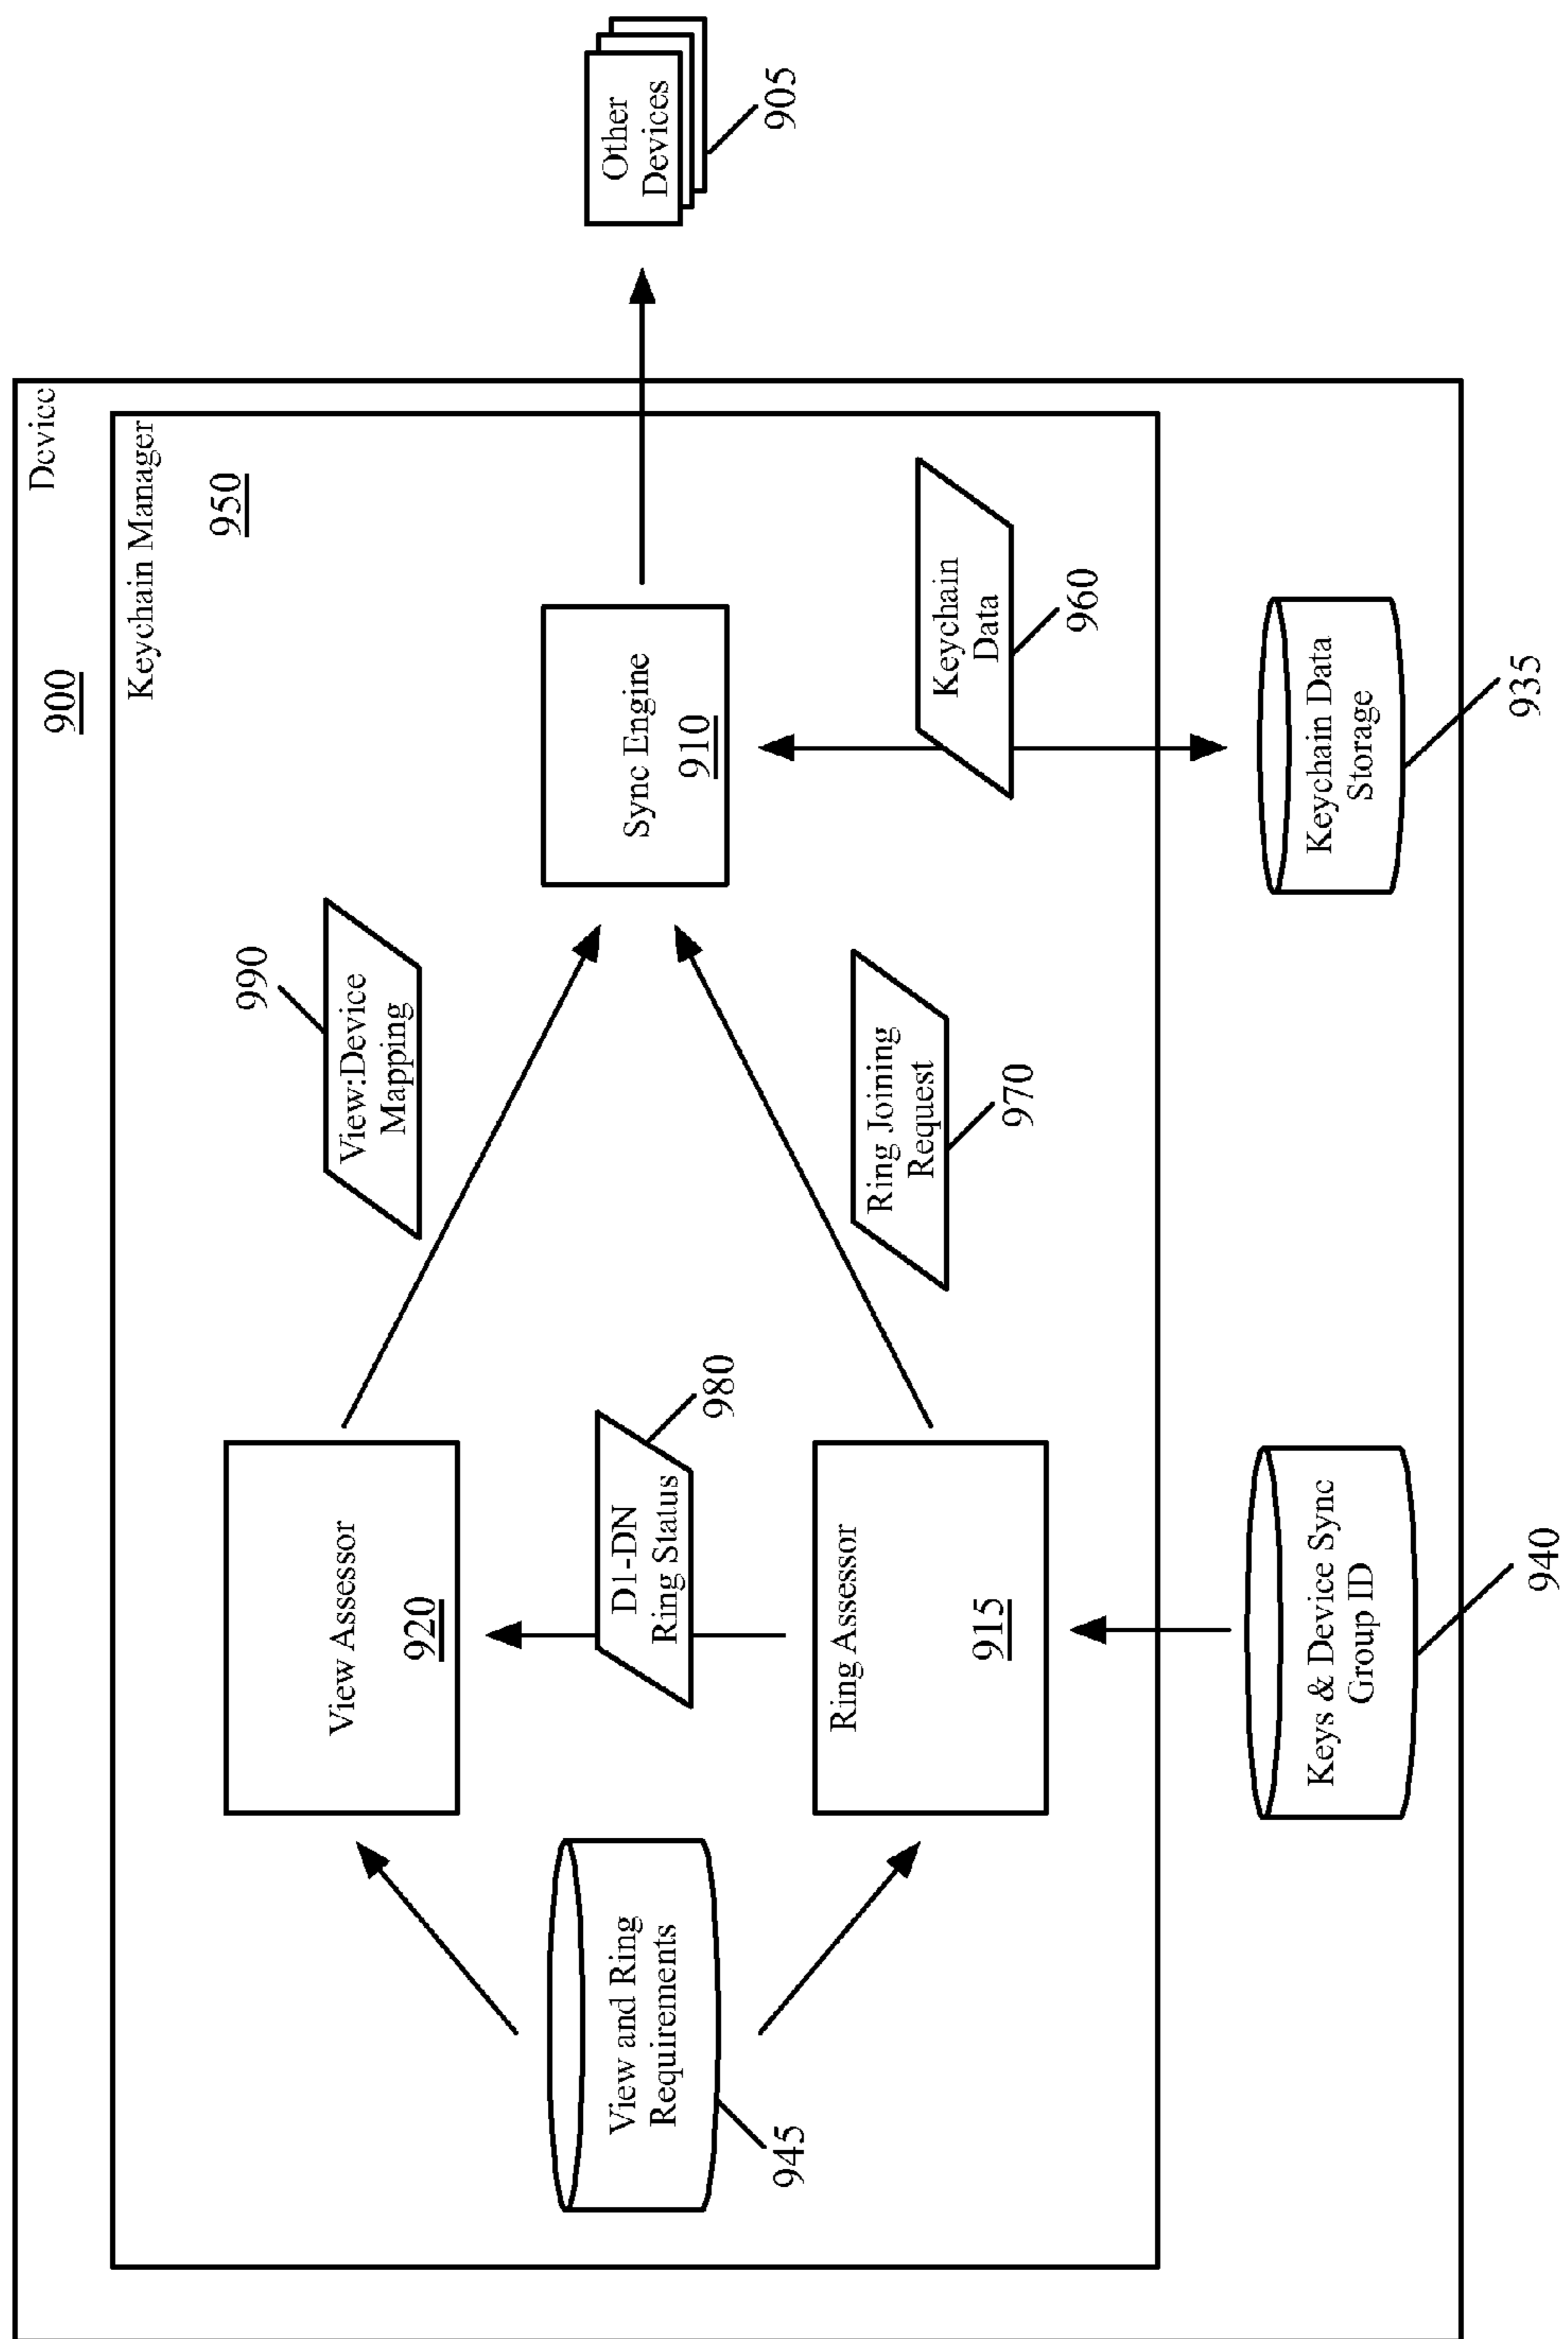 Device
900
Keychain Manager
950
View and Ring
Requirements
945
View Assessor
920
D1-DN
Ring Status
980
Ring Assessor
915
View:Device
Mapping
990
Ring Joining
Request
970
Sync Engine
910
Keychain
Data
960
Other
Devices
905
Keys & Device Sync
Group ID
940
Keychain Data
Storage
935